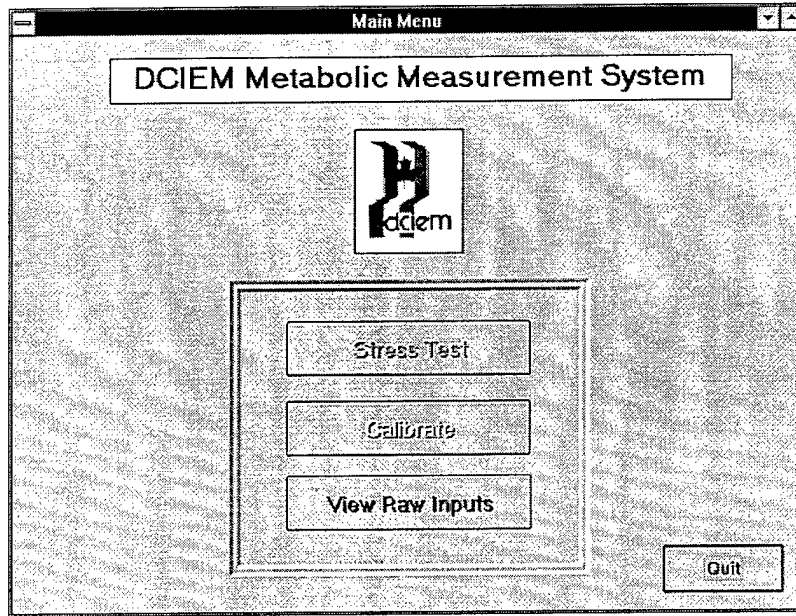 Main Menu
DCIEM Metabolic Measurement System
dciem
Stress Test
Calibrate
View Raw Inputs
Quit